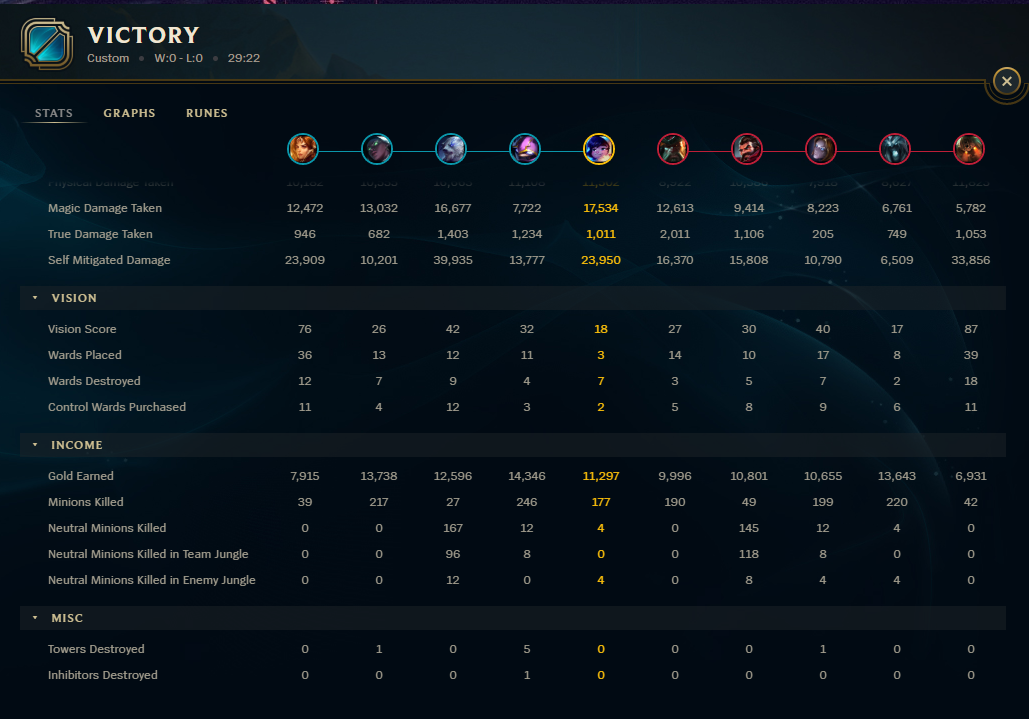 VICTORY
Custom • W:0 - L:0 • 29:22
STATS GRAPHS RUNES
Physical Damage Taken
Magic Damage Taken 12,472 13,032 16,677 7,722 17,534 12,613 9,414 8,223 6,761 5,782
True Damage Taken 946 682 1,403 1,234 1,011 2,011 1,106 205 749 1,053
Self Mitigated Damage 23,909 10,201 39,935 13,777 23,950 16,370 15,808 10,790 6,509 33,856
VISION
Vision Score 76 26 42 32 18 27 30 40 17 87
Wards Placed 36 13 12 11 3 14 10 17 8 39
Wards Destroyed 12 7 9 4 7 3 5 7 2 18
Control Wards Purchased 11 4 12 3 2 5 8 9 6 11
INCOME
Gold Earned 7,915 13,738 12,596 14,346 11,297 9,996 10,801 10,655 13,643 6,931
Minions Killed 39 217 27 246 177 190 49 199 220 42
Neutral Minions Killed 0 0 167 12 4 0 145 12 4 0
Neutral Minions Killed in Team Jungle 0 0 96 8 0 0 118 8 0 0
Neutral Minions Killed in Enemy Jungle 0 0 12 0 4 0 8 4 4 0
MISC
Towers Destroyed 0 1 0 5 0 0 0 1 0 0
Inhibitors Destroyed 0 0 0 1 0 0 0 0 0 0